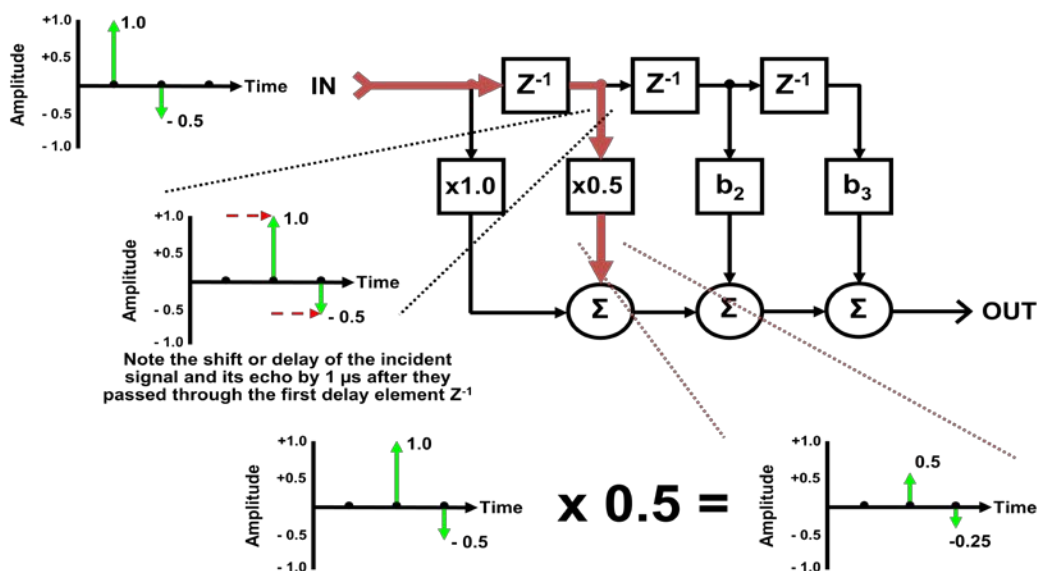 +1.0
+0.5
- 0.5
- 1.0
Amplitude
1.0
- 0.5
Time
IN
Z-1
Z-1
Z-1
x1.0
x0.5
b2
b3
Σ
Σ
Σ
OUT
+1.0
+0.5
- 0.5
- 1.0
Amplitude
1.0
- 0.5
Time
Note the shift or delay of the incident
signal and its echo by 1 µs after they
passed through the first delay element Z-1
+1.0
+0.5
- 0.5
- 1.0
Amplitude
1.0
- 0.5
Time
x 0.5 =
+1.0
+0.5
- 0.5
- 1.0
Amplitude
0.5
-0.25
Time